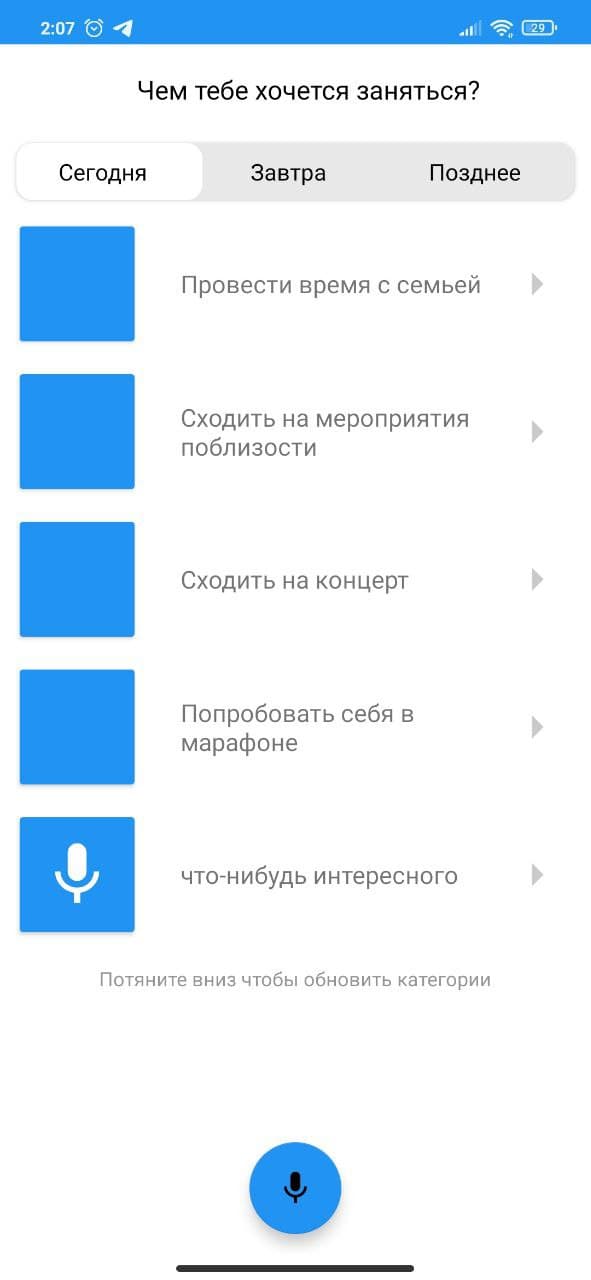 2:07
29
Чем тебе хочется заняться?
Сегодня Завтра Позднее
Провести время с семьей
Сходить на мероприятия
поблизости
Сходить на концерт
Попробовать себя в
марафоне
что-нибудь интересного
Потяните вниз чтобы обновить категории